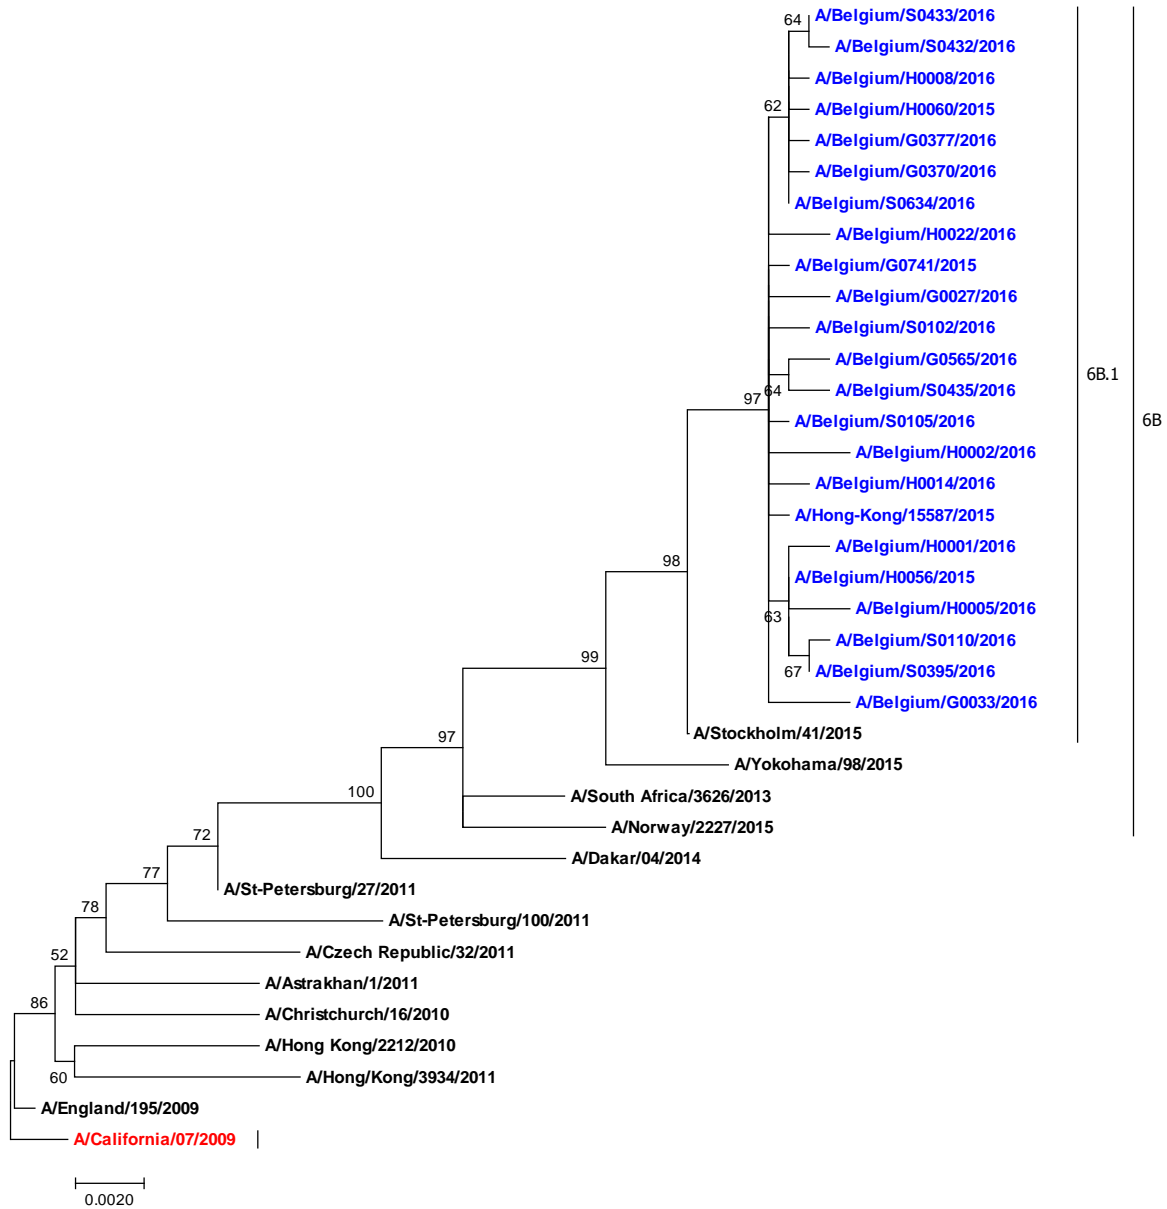 64
A/Belgium/S0433/2016
A/Belgium/S0432/2016
A/Belgium/H0008/2016
62
A/Belgium/H0060/2015
A/Belgium/G0377/2016
A/Belgium/G0370/2016
A/Belgium/S0634/2016
A/Belgium/H0022/2016
A/Belgium/G0741/2015
A/Belgium/G0027/2016
A/Belgium/S0102/2016
A/Belgium/G0565/2016
64
A/Belgium/S0435/2016
6B.1
97
A/Belgium/S0105/2016
6B
A/Belgium/H0002/2016
A/Belgium/H0014/2016
A/Hong-Kong/15587/2015
A/Belgium/H0001/2016
98
A/Belgium/H0056/2015
A/Belgium/H0005/2016
63
A/Belgium/S0110/2016
67
A/Belgium/S0395/2016
99
A/Belgium/G0033/2016
A/Stockholm/41/2015
97
A/Yokohama/98/2015
100
A/South Africa/3626/2013
A/Norway/2227/2015
72
A/Dakar/04/2014
77
A/St-Petersburg/27/2011
78
A/St-Petersburg/100/2011
A/Czech Republic/32/2011
52
A/Astrakhan/1/2011
86
A/Christchurch/16/2010
A/Hong Kong/2212/2010
60
A/Hong/Kong/3934/2011
A/England/195/2009
A/California/07/2009
0.0020